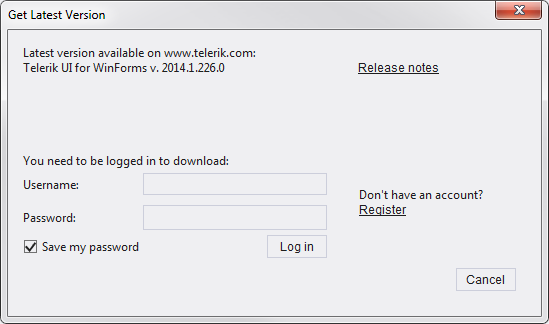 Get Latest Version
Latest version available on www.telerik.com:
Telerik UI for WinForms v. 2014.1.226.0
Release notes
You need to be logged in to download:
Username:
Don't have an account?
Register
Password:
Save my password
Log in
Cancel